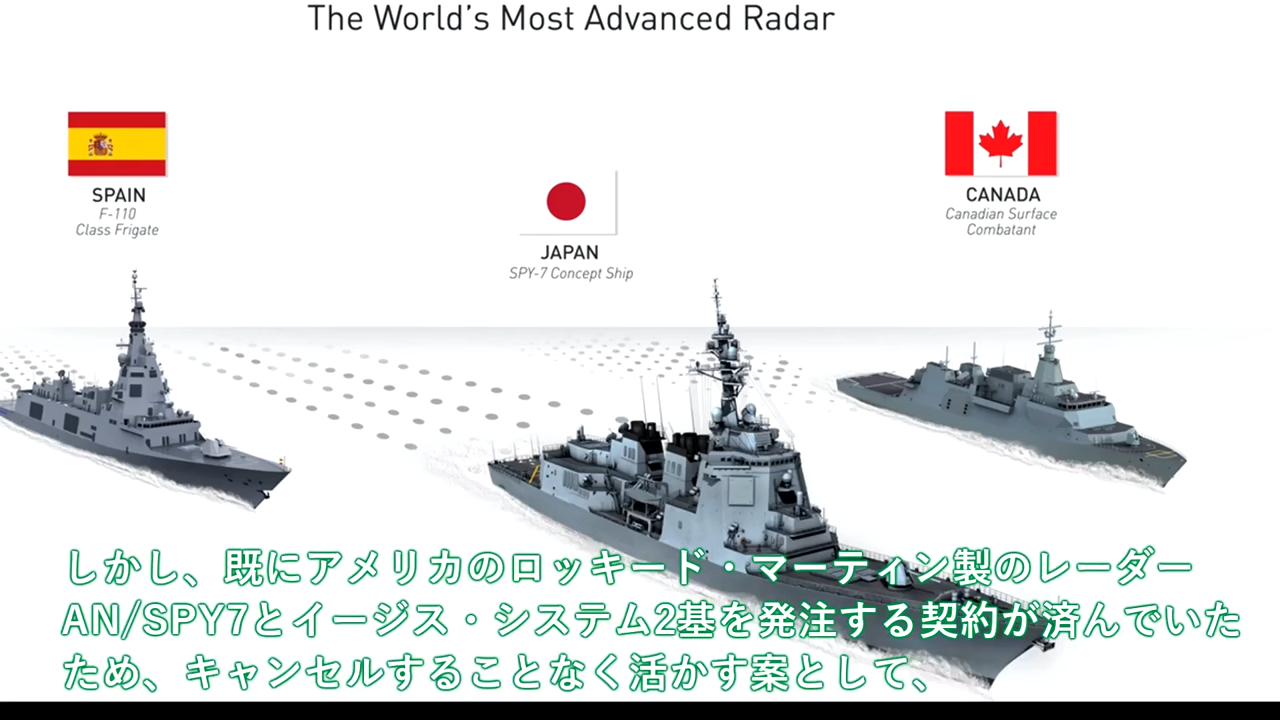 The World's Most Advanced Radar
SPAIN
F-110
Class Frigate
JAPAN
SPY-7 Concept Ship
CANADA
Canadian Surface
Combatant
しかし、既にアメリカのロッキード・マーティン製のレーダー
AN/SPY7とイージス・システム2基を発注する契約が済んでいた
ため、キャンセルすることなく活かす案として、